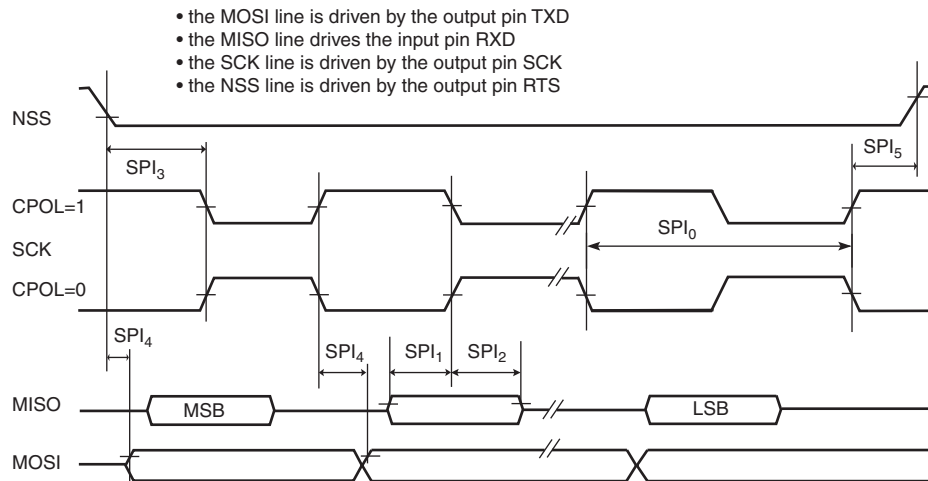 • the MOSI line is driven by the output pin TXD
• the MISO line drives the input pin RXD
• the SCK line is driven by the output pin SCK
• the NSS line is driven by the output pin RTS
NSS
SPI3
SPI5
CPOL=1
SCK
SPI0
CPOL=0
SPI4
SPI4
SPI1
SPI2
MISO
MSB
LSB
MOSI